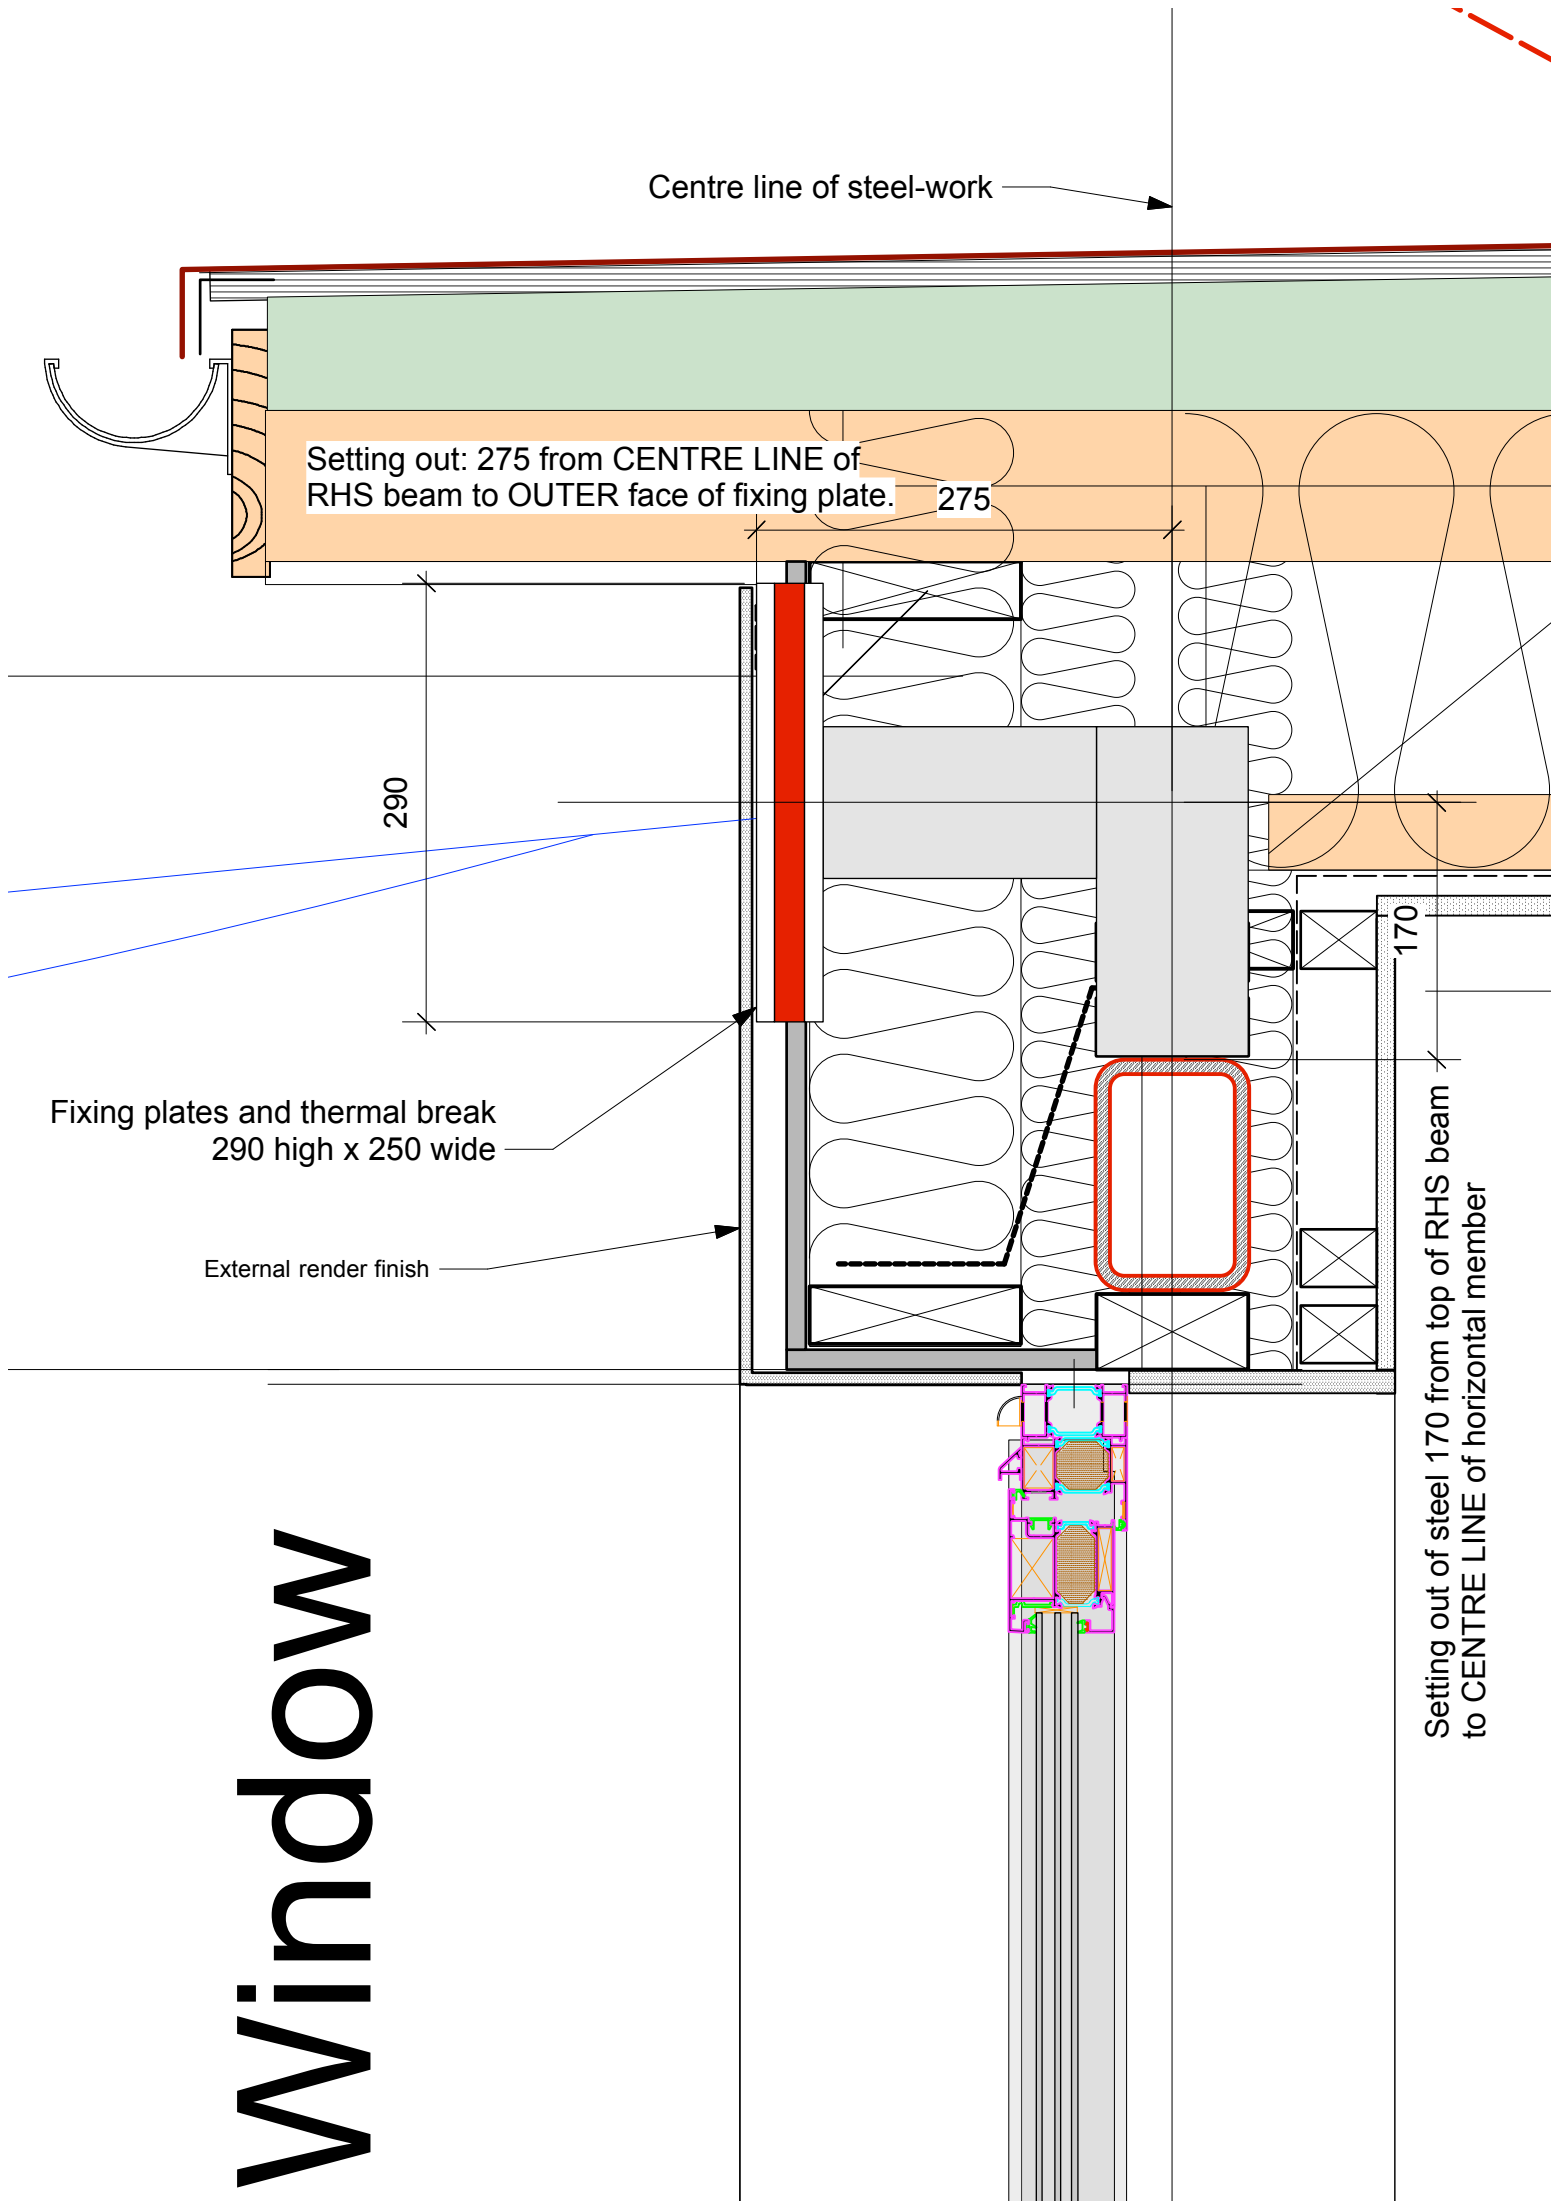 Centre line of steel-work
Setting out: 275 from CENTRE LINE of
RHS beam to OUTER face of fixing plate.
275
290
170
Fixing plates and thermal break
290 high x 250 wide
External render finish
Setting out of steel 170 from top of RHS beam
to CENTRE LINE of horizontal member
Window